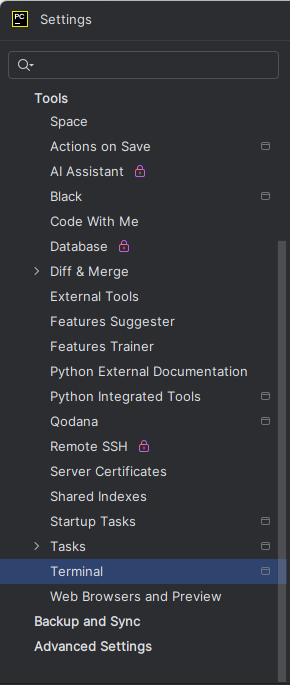 PC
Settings
Tools
Space
Actions on Save
AI Assistant
Black
Code With Me
Database
Diff & Merge
External Tools
Features Suggester
Features Trainer
Python External Documentation
Python Integrated Tools
Qodana
Remote SSH
Server Certificates
Shared Indexes
Startup Tasks
Tasks
Terminal
Web Browsers and Preview
Backup and Sync
Advanced Settings